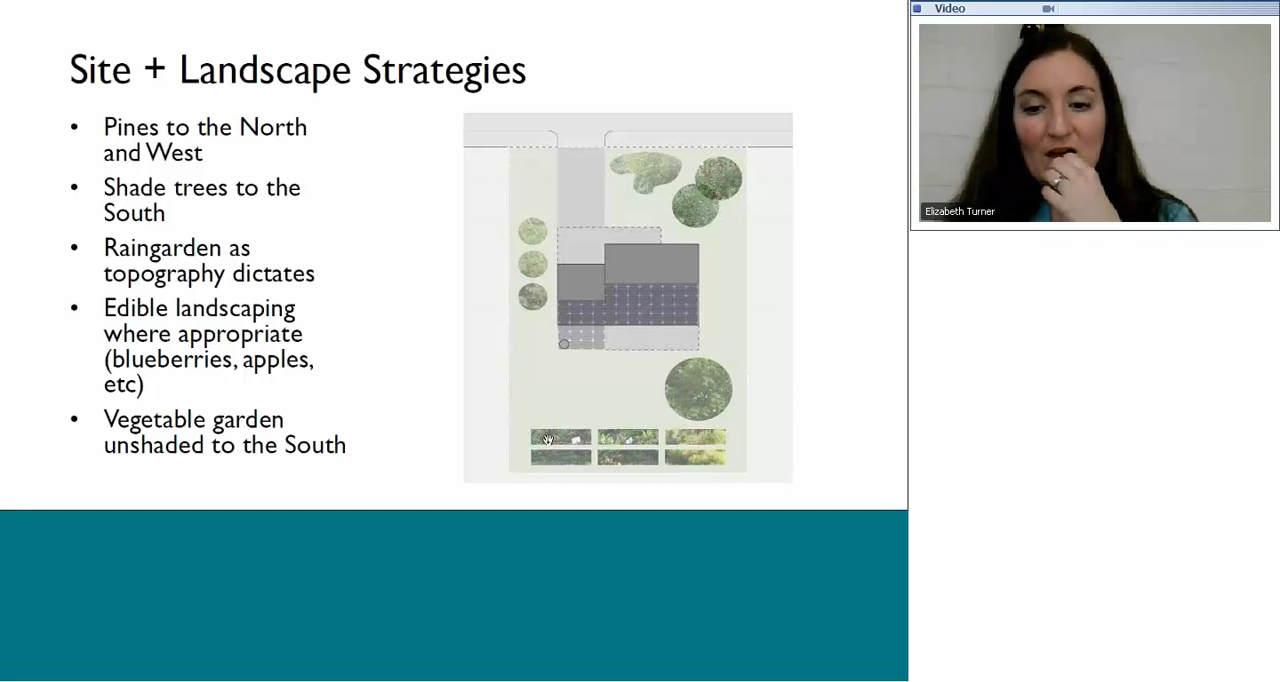 Site + Landscape Strategies
• Pines to the North
and West
• Shade trees to the
South
• Raingarden as
topography dictates
• Edible landscaping
where appropriate
(blueberries, apples,
etc)
• Vegetable garden
unshaded to the South
Video
Elizabeth Turner